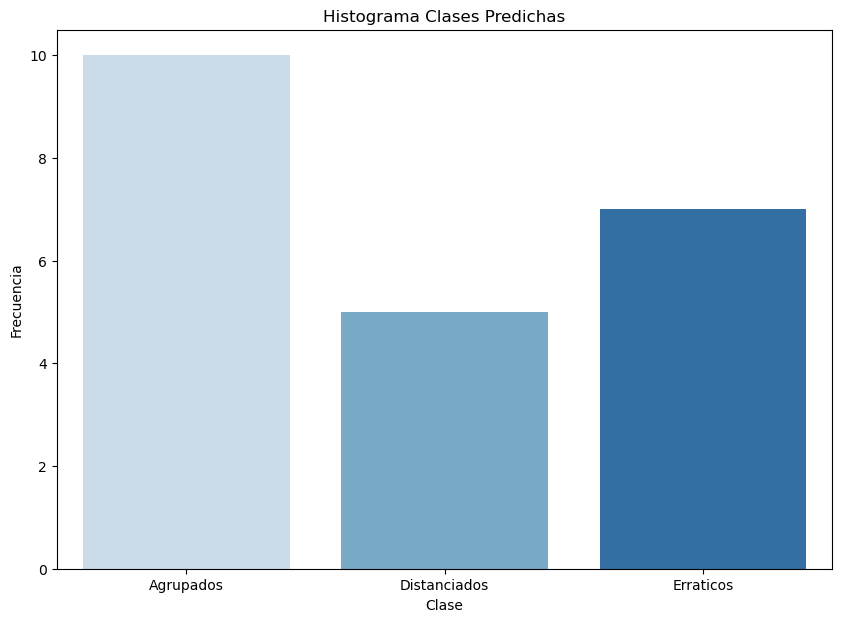 Histograma Clases Predichas
Frecuencia
10
8
6
4
2
0
Agrupados
Distanciados
Erraticos
Clase